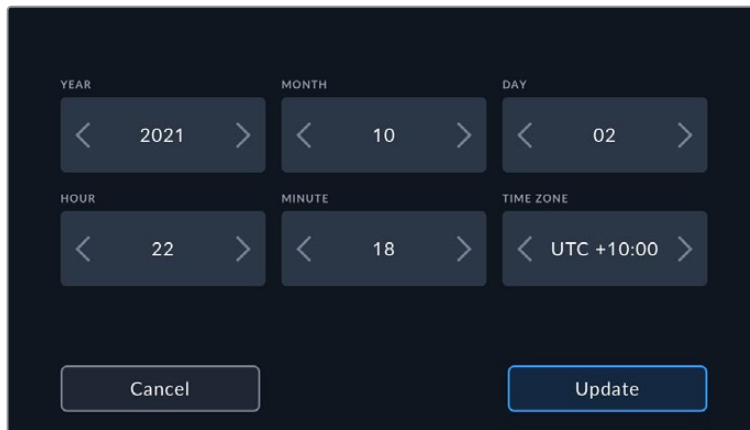 YEAR MONTH DAY
2021 10 02
HOUR MINUTE TIME ZONE
22 18 UTC +10:00
Cancel Update